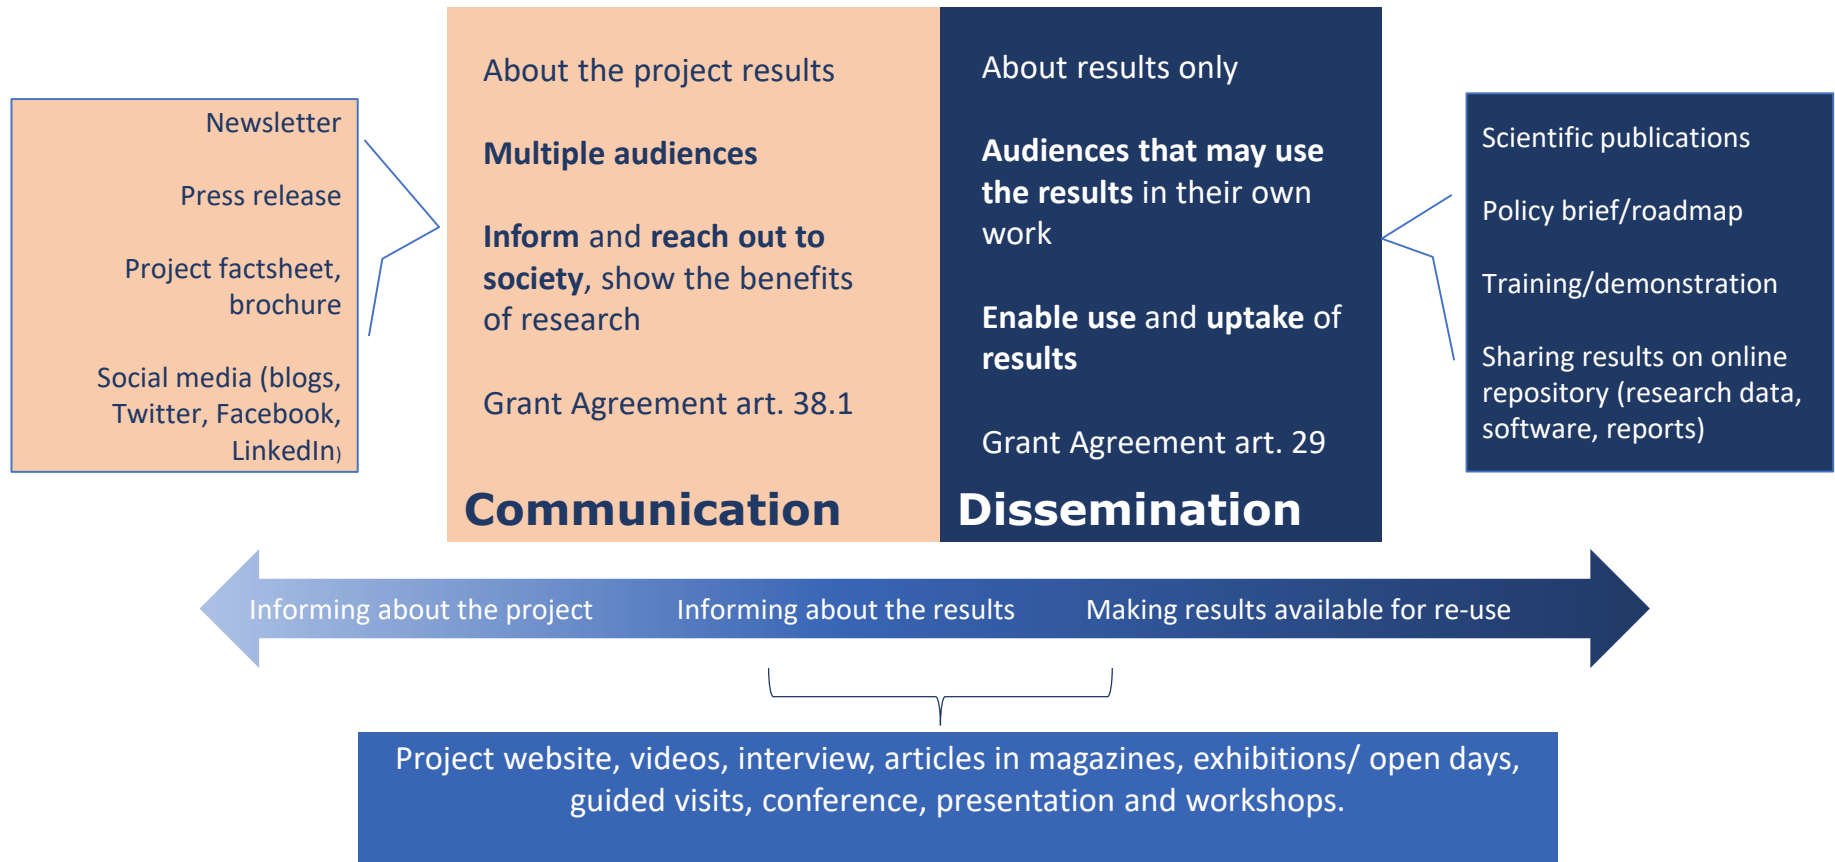 Newsletter
Press release
Project factsheet,
brochure
Social media (blogs,
Twitter, Facebook,
LinkedIn)
About the project results
Multiple audiences
Inform and reach out to
society, show the benefits
of research
Grant Agreement art. 38.1
Communication
About results only
Audiences that may use
the results in their own
work
Enable use and uptake of
results
Grant Agreement art. 29
Dissemination
Scientific publications
Policy brief/roadmap
Training/demonstration
Sharing results on online
repository (research data,
software, reports)
Informing about the project
Informing about the results
Making results available for re-use
Project website, videos, interview, articles in magazines, exhibitions/ open days,
guided visits, conference, presentation and workshops.